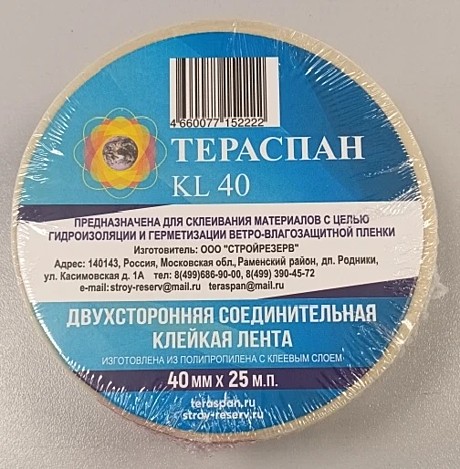 4 660077 152222
ТЕРАСПАН
KL 40
ПРЕДНАЗНАЧЕНА ДЛЯ СКЛЕИВАНИЯ МАТЕРИАЛОВ С ЦЕЛЬЮ
ГИДРОИЗОЛЯЦИИ И ГЕРМЕТИЗАЦИИ ВЕТРО-ВЛАГОЗАЩИТНОЙ ПЛЕНКИ
Изготовитель: ООО "СТРОЙРЕЗЕРВ"
Адрес: 140143, Россия, Московская обл., Раменский район, дп. Родники,
ул. Касимовская д. 1А тел: 8(499)686-90-00, 8(499) 390-45-72
e-mail: stroy-reserv@mail.ru teraspan@mail.ru
ДВУХСТОРОННЯЯ СОЕДИНИТЕЛЬНАЯ
КЛЕЙКАЯ ЛЕНТА
ИЗГОТОВЛЕНА ИЗ ПОЛИПРОПИЛЕНА С КЛЕЕВЫМ СЛОЕМ
40 ММ X 25 М.П.
teraspan.ru
stroy-reserv.ru